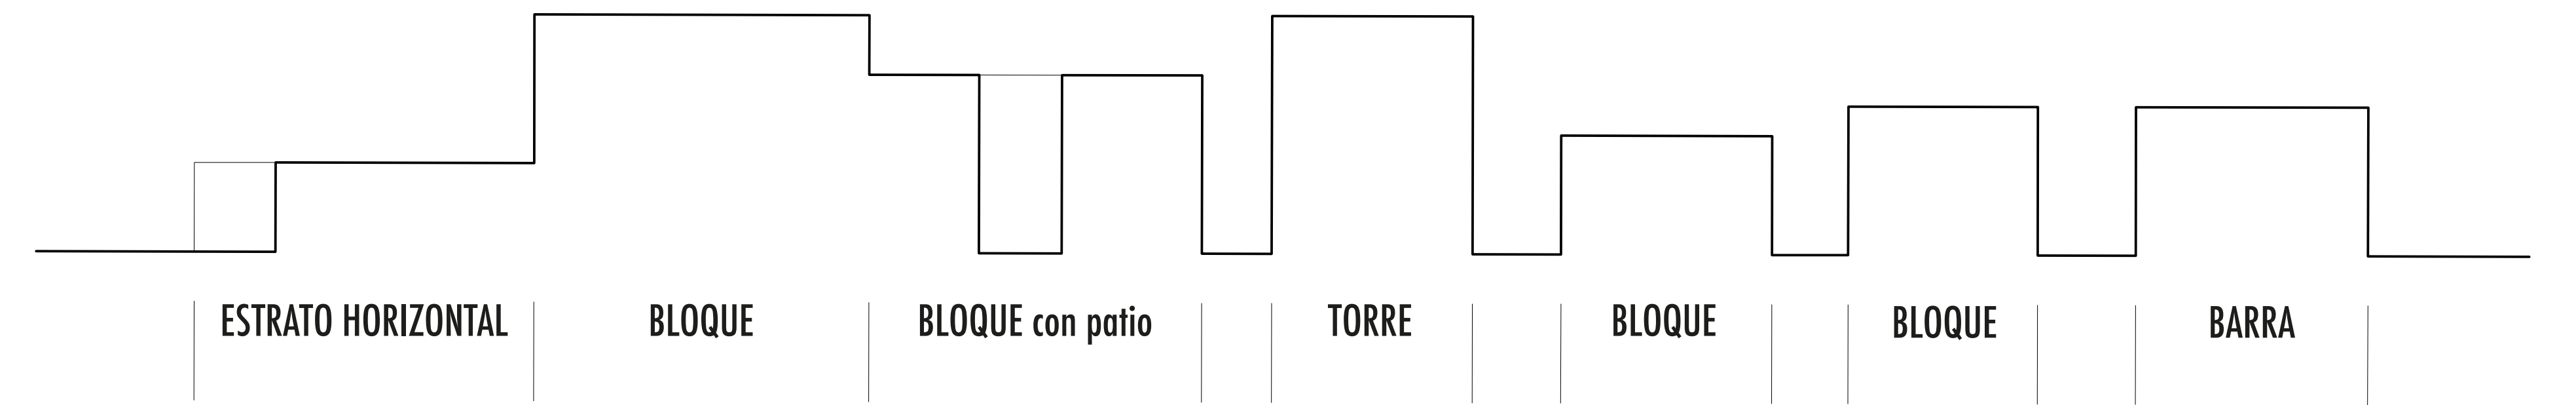 ESTRATO HORIZONTAL
BLOQUE
BLOQUE con patio
TORRE
BLOQUE
BLOQUE
BARRA